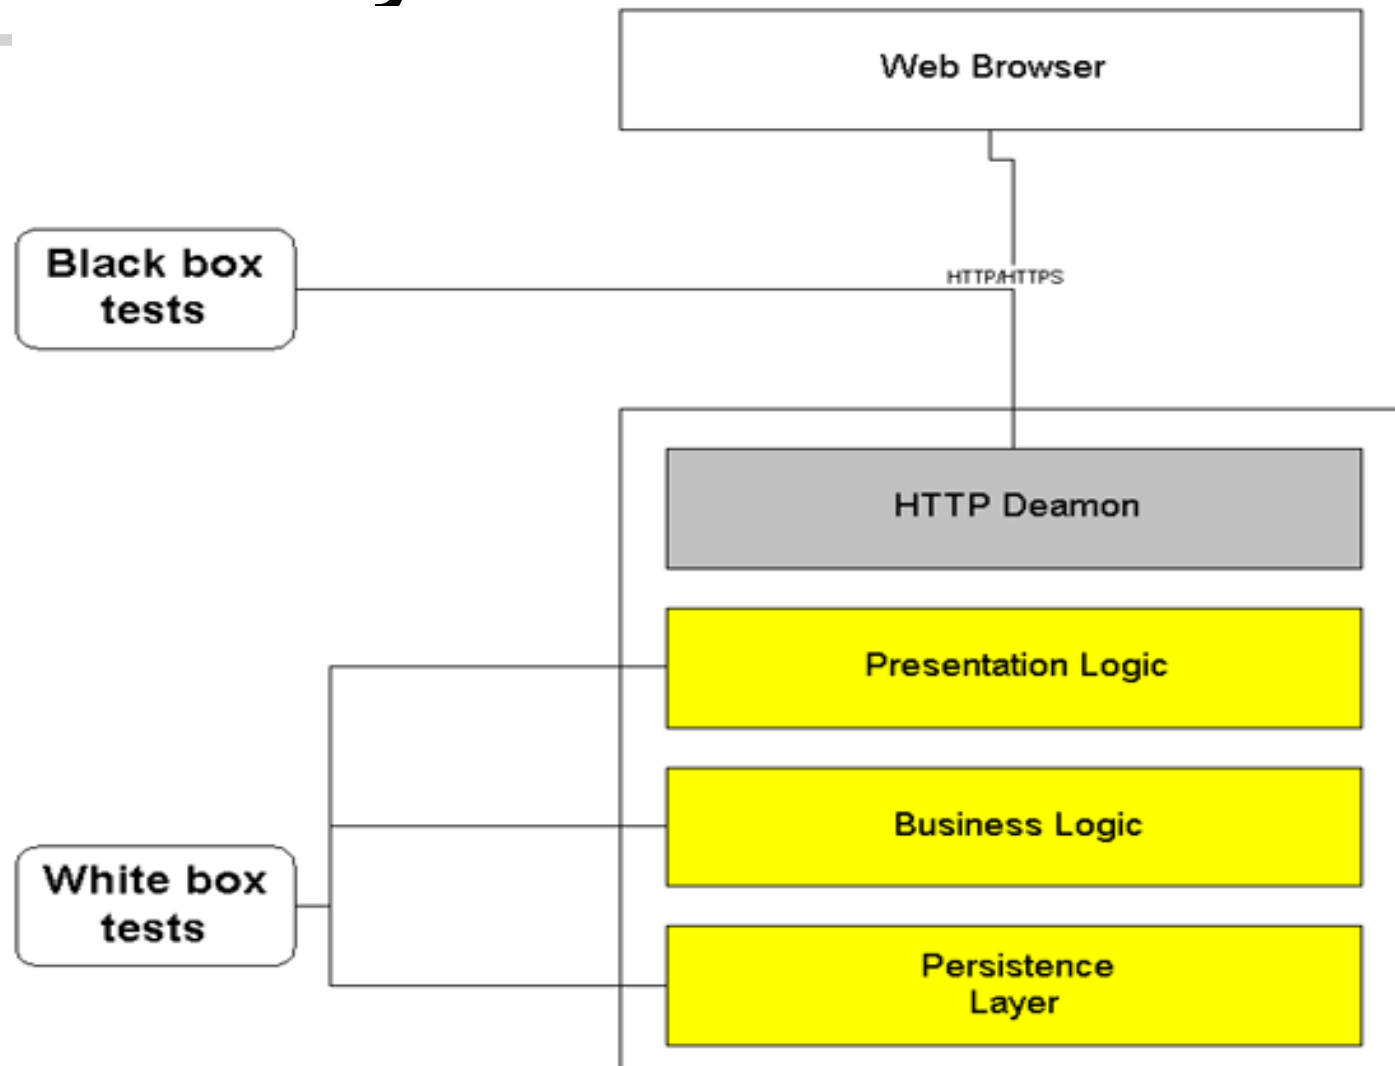 Web Browser
Black box
tests
HTTP/HTTPS
HTTP Deamon
Presentation Logic
Business Logic
White box
tests
Persistence
Layer